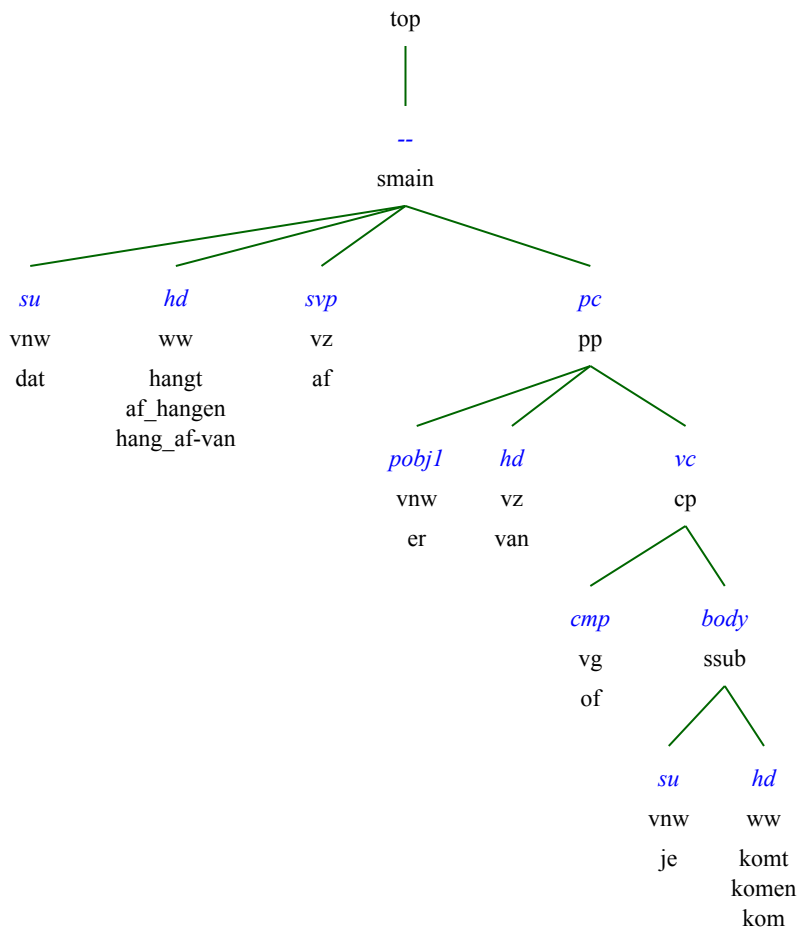 top
--
smain
su hd svp pc
vnw ww vz pp
dat hangt af
af_hangen
hang_af-van
pobj1 hd vc
vnw vz cp
er van
cmp body
vg ssub
of
su hd
vnw ww
je komt
komen
kom